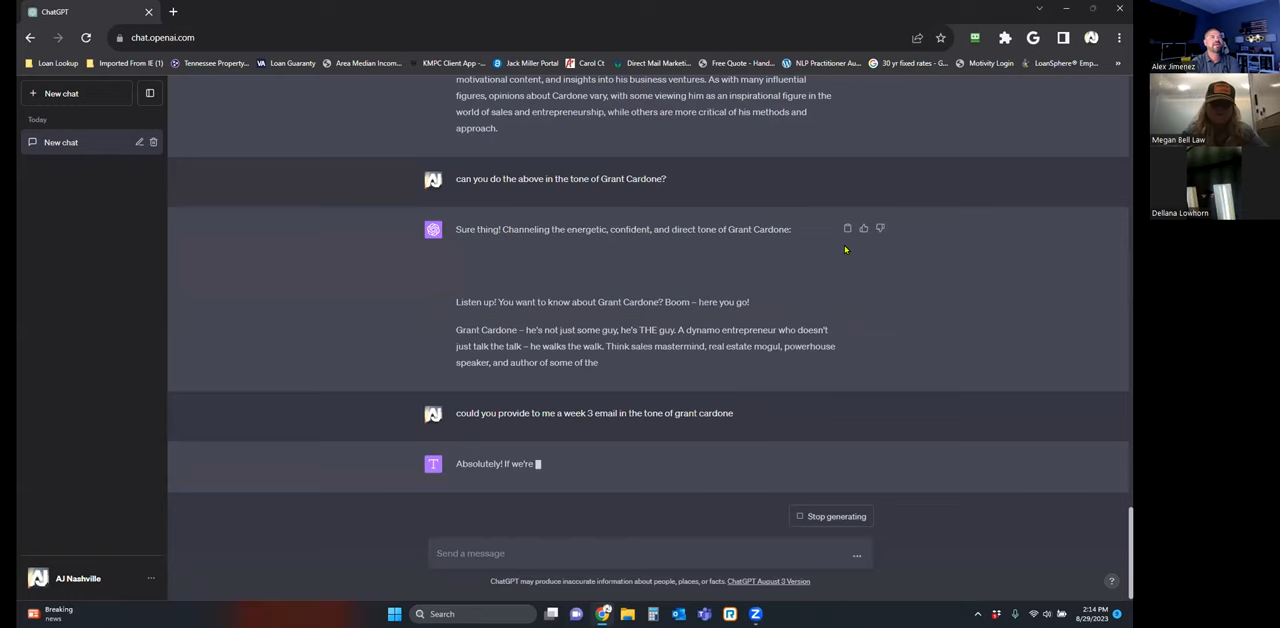 ChatGPT
chat.openai.com
Loan Lookup
Imported From IE (1)
Tennessee Property...
Loan Guaranty
Area Median Incom...
KMPC Client App -...
Jack Miller Portal
Carol Ct
Direct Mail Marketi...
Free Quote - Hand...
NLP Practitioner Au...
30 yr fixed rates - G...
Motivity Login
LoanSphere® Emp...
»
New chat
Today
New chat
motivational content, and insights into his business ventures. As with many influential
figures, opinions about Cardone vary, with some viewing him as an inspirational figure in the
world of sales and entrepreneurship, while others are more critical of his methods and
approach.
AJ
can you do the above in the tone of Grant Cardone?
Sure thing! Channeling the energetic, confident, and direct tone of Grant Cardone:
Listen up! You want to know about Grant Cardone? Boom – here you go!
Grant Cardone – he's not just some guy, he's THE guy. A dynamo entrepreneur who doesn't
just talk the talk – he walks the walk. Think sales mastermind, real estate mogul, powerhouse
speaker, and author of some of the
AJ
could you provide to me a week 3 email in the tone of grant cardone
T
Absolutely! If we're
Stop generating
Send a message
...
ChatGPT may produce inaccurate information about people, places, or facts. ChatGPT August 3 Version
?
AJ
AJ Nashville
...
Breaking
news
Search
2:14 PM
8/29/2023
Alex Jimenez
Megan Bell Law
Dellana Lowhorn